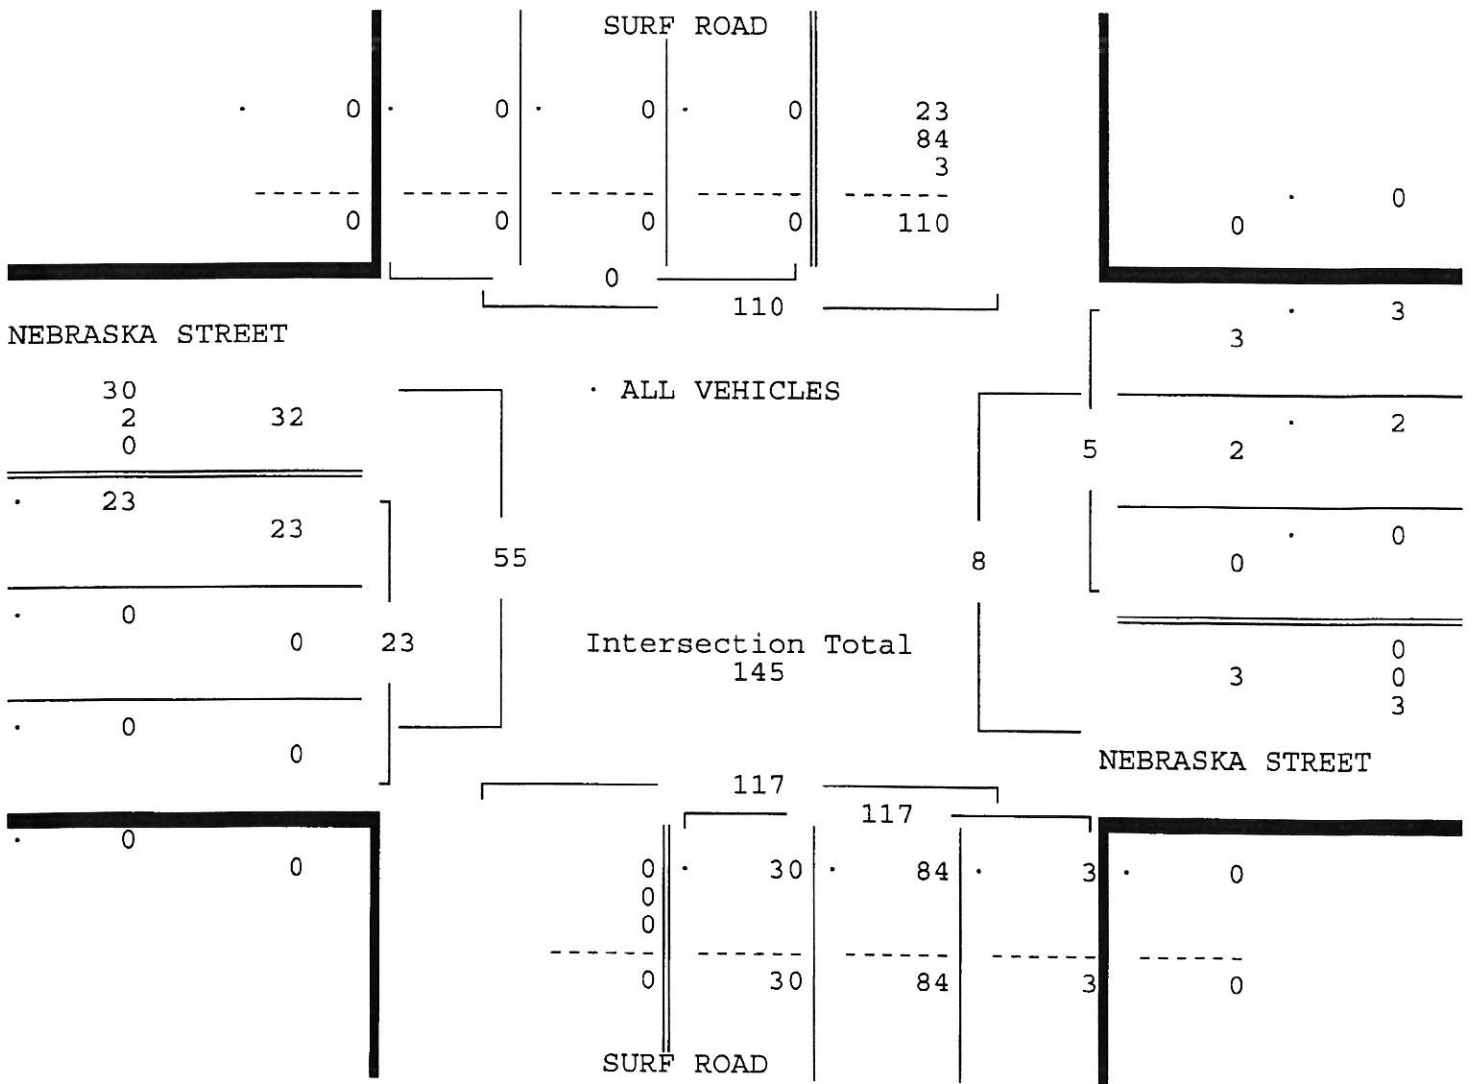 SURF ROAD
· 0 · 0 · 0 · 0 23
84
3
------ ------ ------ ------ ------
0 0 0 0 110
· 0
0
0
110
· 3
3
NEBRASKA STREET
30
2 32
0
· ALL VEHICLES
· 2
5 2
· 23
23
55
8
· 0
0
· 0
0 23
Intersection Total
145
0
3 0
3
· 0
0
NEBRASKA STREET
117
117
· 0
0
0 · 30 · 84 · 3 · 0
0
0
------ ------ ------ ------ ------
0 30 84 3 0
SURF ROAD